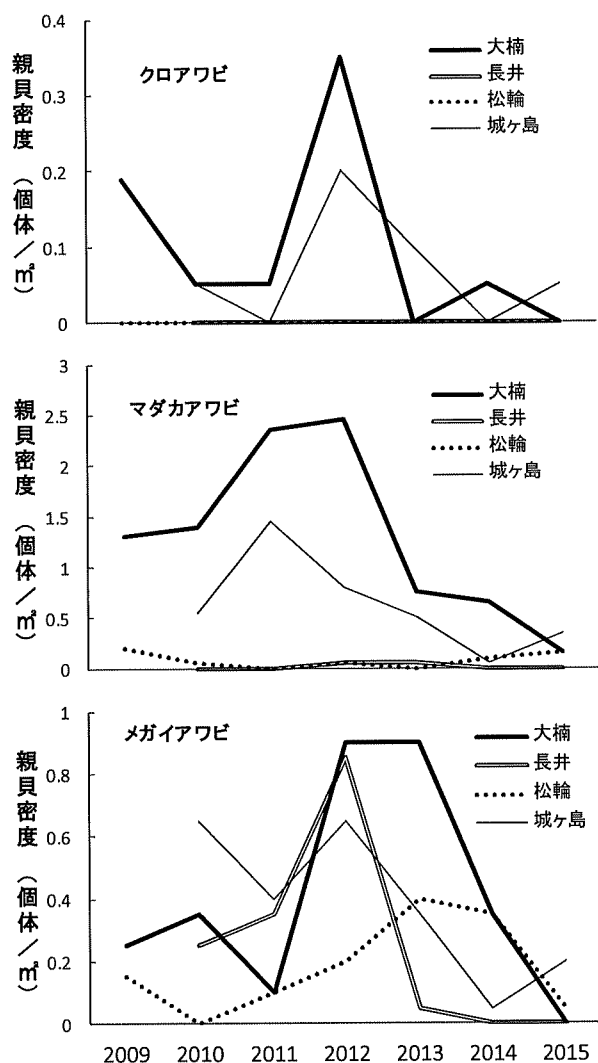 親貝密度 (個体/㎡)
クロアワビ
大楠
長井
松輪
城ヶ島
0.4
0.3
0.2
0.1
0
親貝密度 (個体/㎡)
マダカアワビ
大楠
長井
松輪
城ヶ島
3
2.5
2
1.5
1
0.5
0
親貝密度 (個体/㎡)
メガイアワビ
大楠
長井
松輪
城ヶ島
1
0.8
0.6
0.4
0.2
0
2009 2010 2011 2012 2013 2014 2015